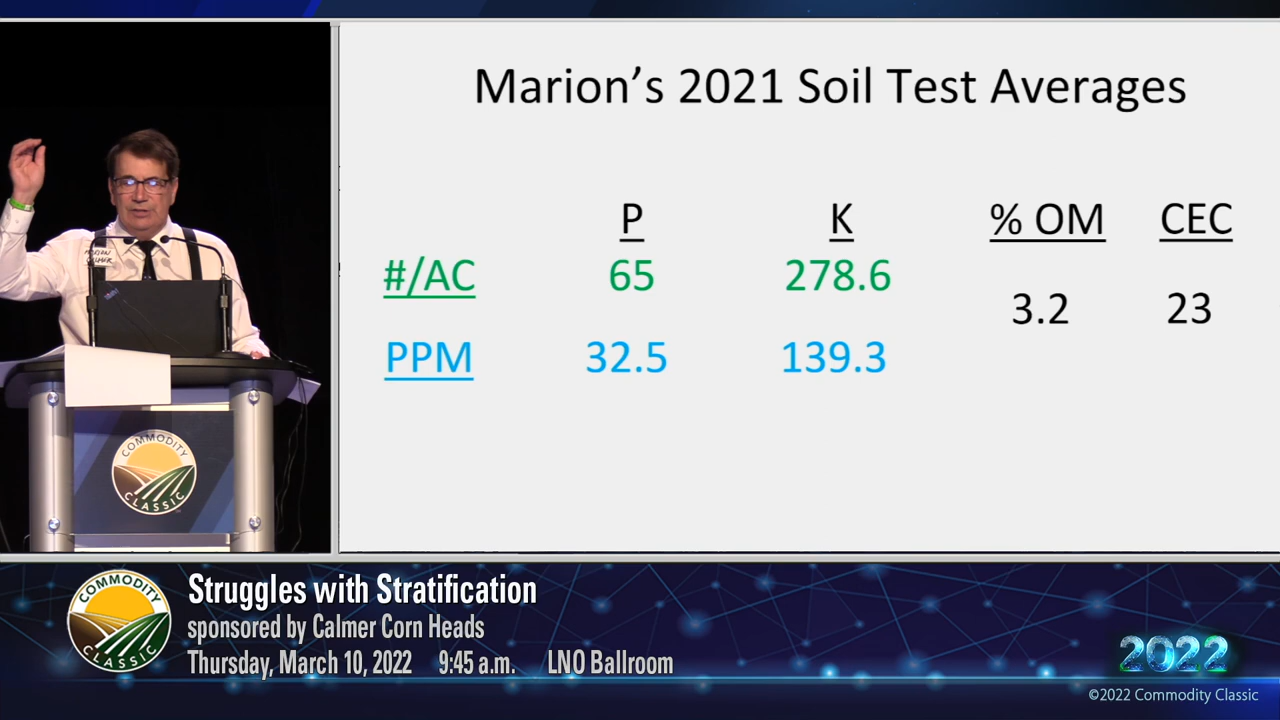 Marion's 2021 Soil Test Averages
P K % OM CEC
#/AC 65 278.6
3.2 23
PPM 32.5 139.3
MARION
CALMER
COMMODITY
CLASSIC
COMMODITY
CLASSIC
Struggles with Stratification
sponsored by Calmer Corn Heads
Thursday, March 10, 2022 9:45 a.m. LNO Ballroom
2022
©2022 Commodity Classic